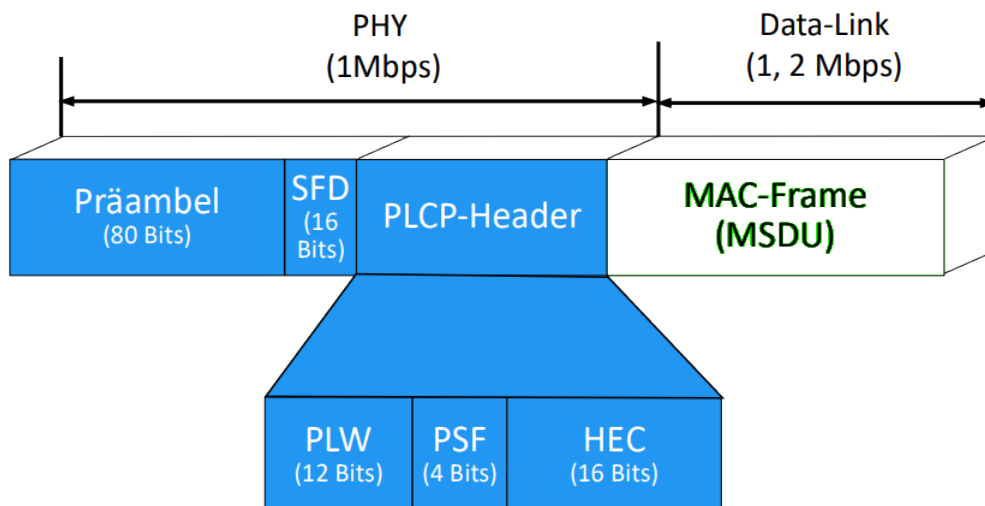 PHY
(1Mbps)
Data-Link
(1, 2 Mbps)
Präambel
(80 Bits)
SFD
(16
Bits)
PLCP-Header
MAC-Frame
(MSDU)
PLW
(12 Bits)
PSF
(4 Bits)
HEC
(16 Bits)